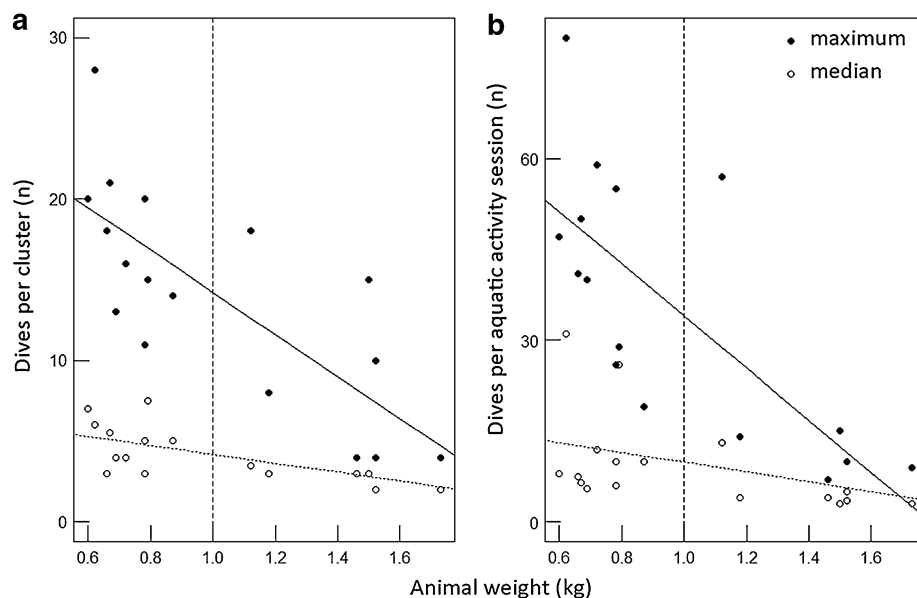 a
30
20
10
0
Dives per cluster (n)
0.6 0.8 1.0 1.2 1.4 1.6
b
maximum
median
60
30
0
Dives per aquatic activity session (n)
0.6 0.8 1.0 1.2 1.4 1.6
Animal weight (kg)